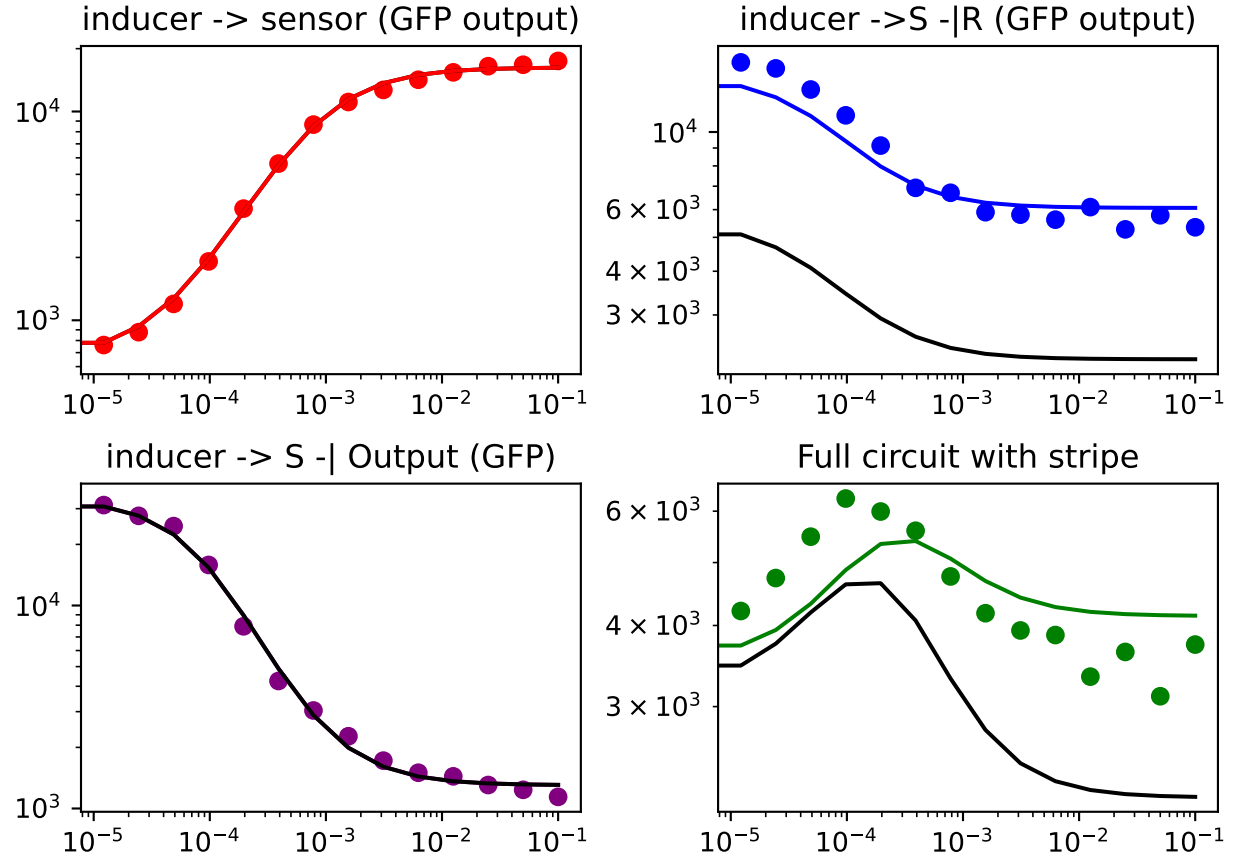 inducer -> sensor (GFP output)
10⁴
10³
10⁻⁵ 10⁻⁴ 10⁻³ 10⁻² 10⁻¹
inducer ->S -|R (GFP output)
10⁴
6 × 10³
4 × 10³
3 × 10³
10⁻⁵ 10⁻⁴ 10⁻³ 10⁻² 10⁻¹
inducer -> S -| Output (GFP)
10⁴
10³
10⁻⁵ 10⁻⁴ 10⁻³ 10⁻² 10⁻¹
Full circuit with stripe
6 × 10³
4 × 10³
3 × 10³
10⁻⁵ 10⁻⁴ 10⁻³ 10⁻² 10⁻¹